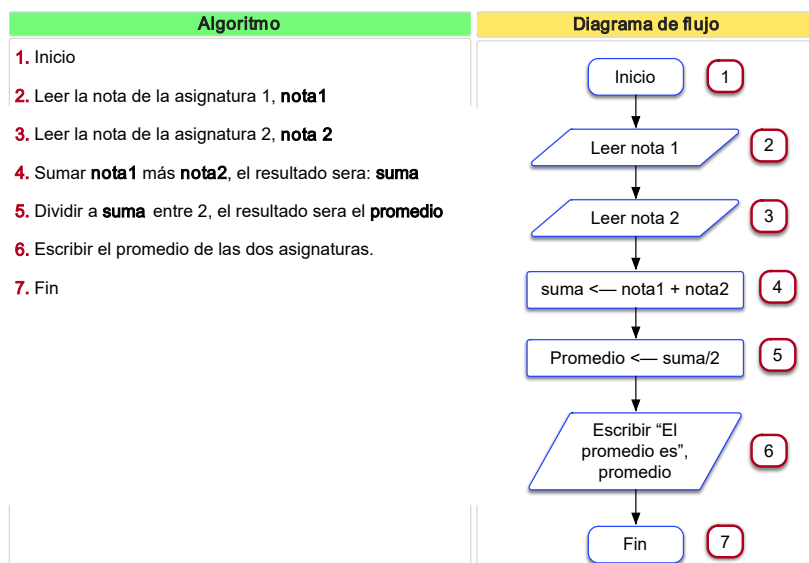 Algoritmo
1. Inicio
2. Leer la nota de la asignatura 1, nota1
3. Leer la nota de la asignatura 2, nota 2
4. Sumar nota1 más nota2, el resultado sera: suma
5. Dividir a suma entre 2, el resultado sera el promedio
6. Escribir el promedio de las dos asignaturas.
7. Fin
Diagrama de flujo
Inicio
1
Leer nota 1
2
Leer nota 2
3
suma <— nota1 + nota2
4
Promedio <— suma/2
5
Escribir “El
promedio es”,
promedio
6
Fin
7